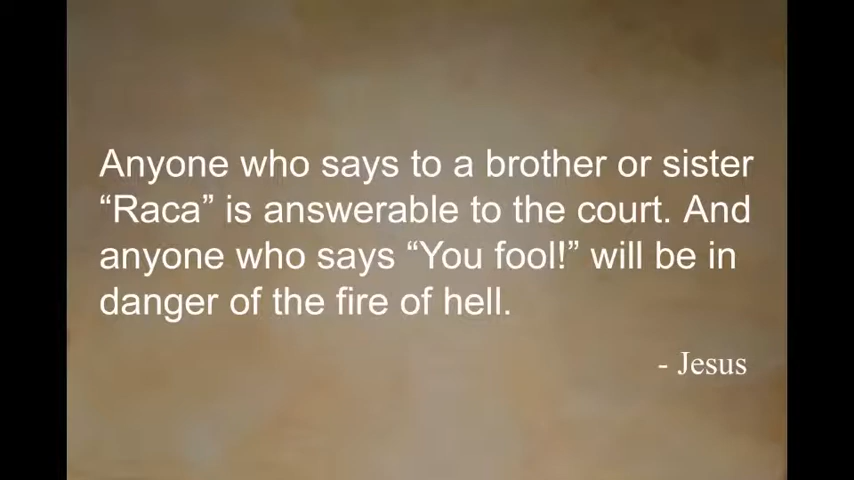 Anyone who says to a brother or sister
“Raca” is answerable to the court. And
anyone who says “You fool!” will be in
danger of the fire of hell.
- Jesus